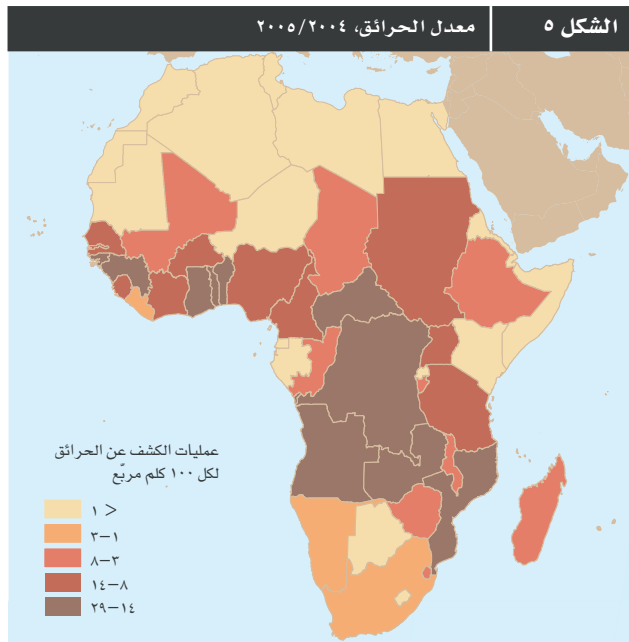 الشكل ٥
معدل الحرائق، ٢٠٠٥/٢٠٠٤
عمليات الكشف عن الحرائق
لكل ١٠٠ كلم مربّع
١ >
٣–١
٨–٣
١٤–٨
٢٩–١٤